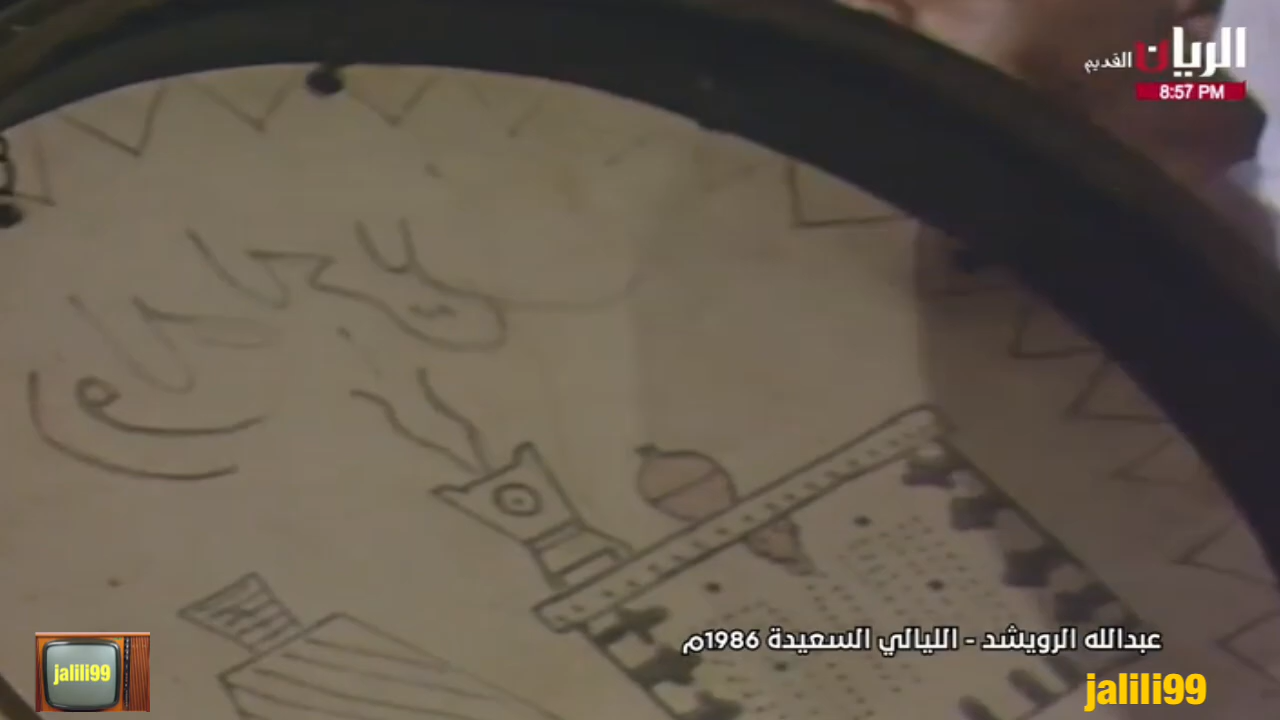 الريان القديم
8:57 PM
عبدالله الرويشد - الليالي السعيدة 1986م
jalili99
jalili99